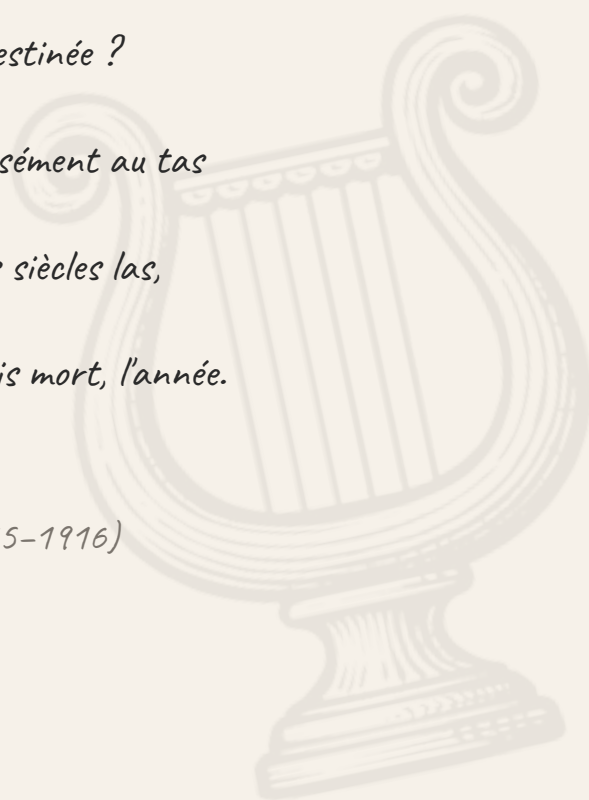 estinée ?
sément au tas
siècles las,
is mort, l'année.
5–1916)